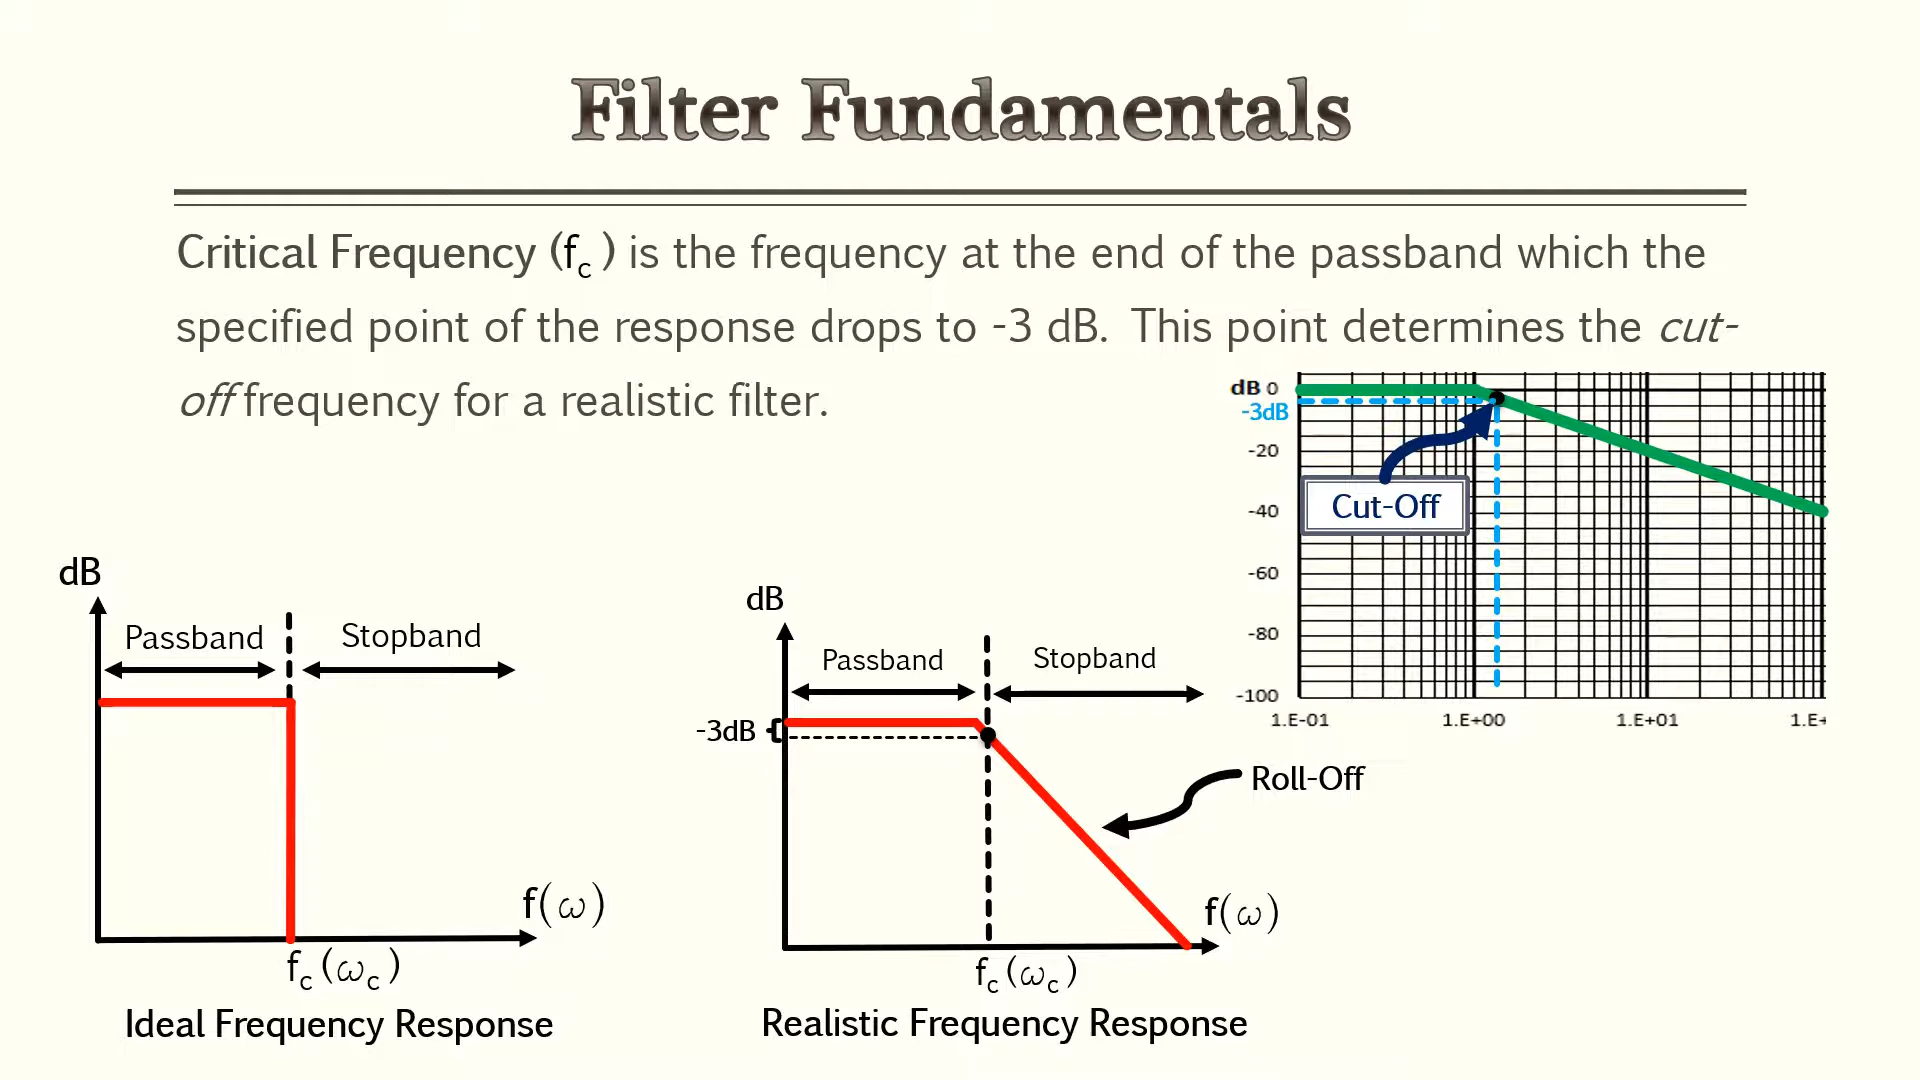 Filter Fundamentals
Critical Frequency (fc) is the frequency at the end of the passband which the
specified point of the response drops to -3 dB. This point determines the cut-
off frequency for a realistic filter.
dB 0
-3dB
-20
-40
-60
-80
-100
1.E-01 1.E+00 1.E+01 1.E+
Cut-Off
dB
Passband
Stopband
f(ω)
fc(ωc)
Ideal Frequency Response
dB
Passband
Stopband
-3dB
Roll-Off
f(ω)
fc(ωc)
Realistic Frequency Response